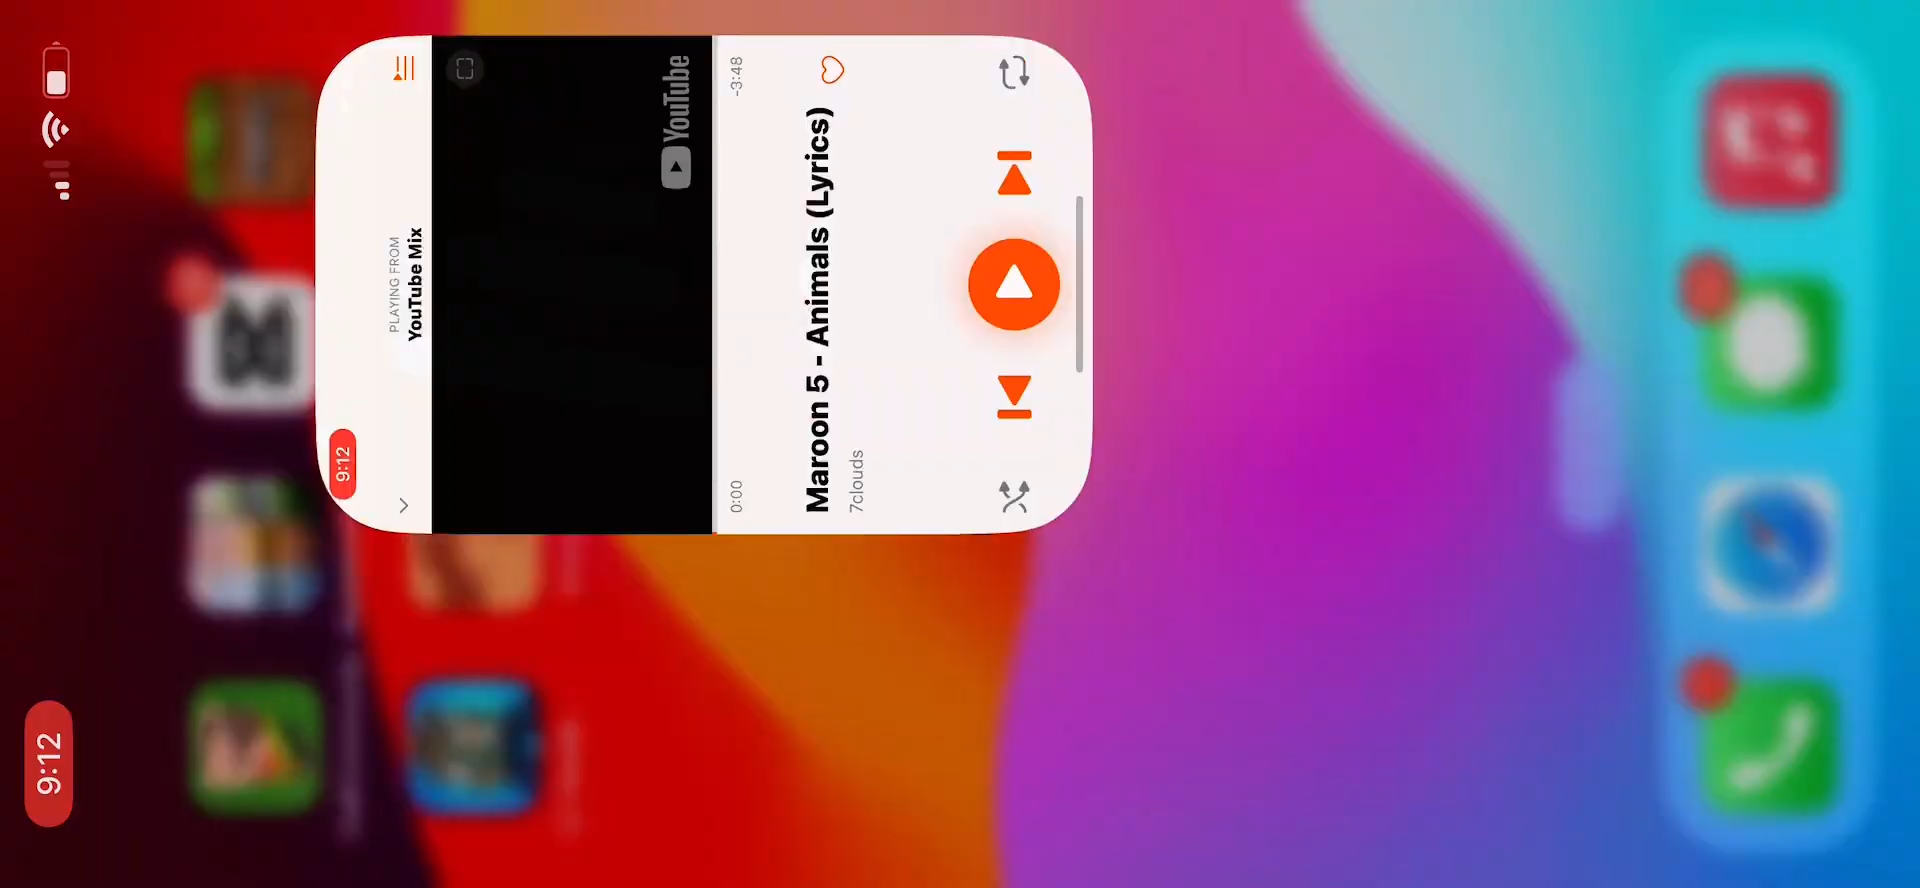 9:12
9:12
PLAYING FROM
YouTube Mix
YouTube
0:00
-3:48
Maroon 5 - Animals (Lyrics)
7clouds